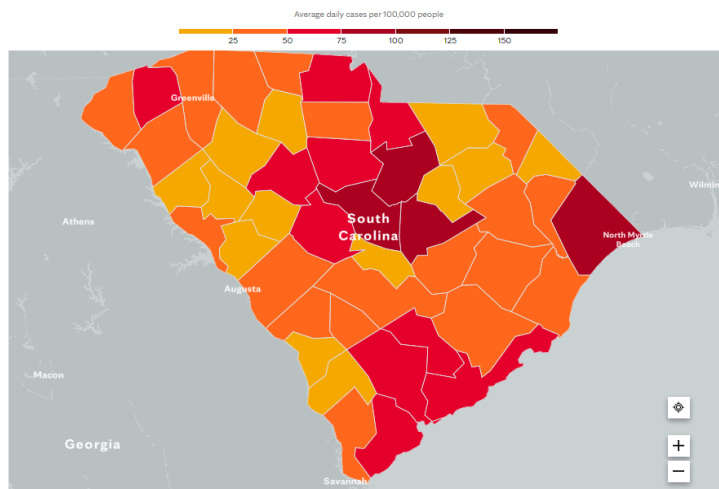 Average daily cases per 100,000 people
25 50 75 100 125 150
Greenville
Wilmin
Athens
South
Carolina
North Myrtle
Beach
Augusta
Macon
Georgia
Savannah
+
−